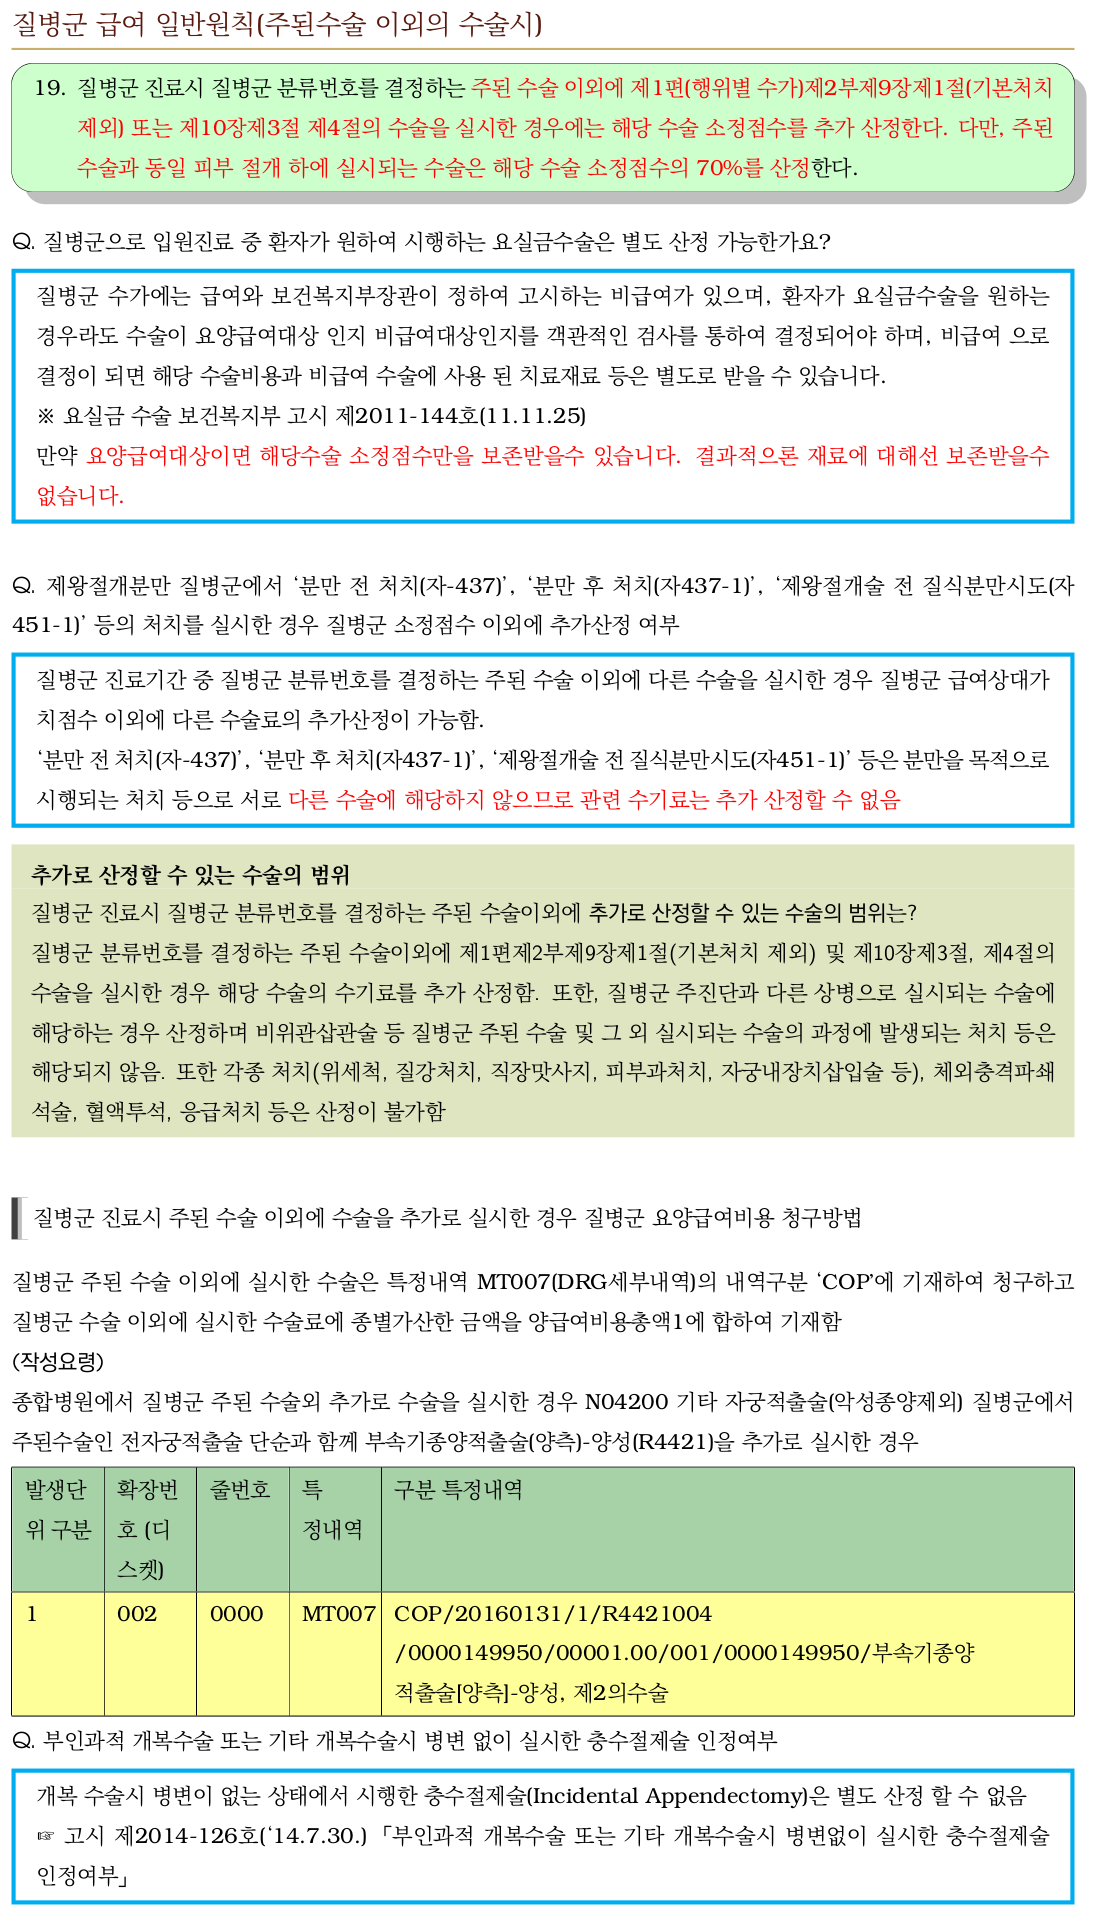 질병군 급여 일반원칙(주된수술 이외의 수술시)
19. 질병군 진료시 질병군 분류번호를 결정하는 주된 수술 이외에 제1편(행위별 수가)제2부제9장제1절(기본처치
제외) 또는 제10장제3절 제4절의 수술을 실시한 경우에는 해당 수술 소정점수를 추가 산정한다. 다만, 주된
수술과 동일 피부 절개 하에 실시되는 수술은 해당 수술 소정점수의 70%를 산정한다.
Q. 질병군으로 입원진료 중 환자가 원하여 시행하는 요실금수술은 별도 산정 가능한가요?
질병군 수가에는 급여와 보건복지부장관이 정하여 고시하는 비급여가 있으며, 환자가 요실금수술을 원하는
경우라도 수술이 요양급여대상 인지 비급여대상인지를 객관적인 검사를 통하여 결정되어야 하며, 비급여 으로
결정이 되면 해당 수술비용과 비급여 수술에 사용 된 치료재료 등은 별도로 받을 수 있습니다.
※ 요실금 수술 보건복지부 고시 제2011-144호(11.11.25)
만약 요양급여대상이면 해당수술 소정점수만을 보존받을수 있습니다. 결과적으론 재료에 대해선 보존받을수
없습니다.
Q. 제왕절개분만 질병군에서 ‘분만 전 처치(자-437)’, ‘분만 후 처치(자437-1)’, ‘제왕절개술 전 질식분만시도(자
451-1)’ 등의 처치를 실시한 경우 질병군 소정점수 이외에 추가산정 여부
질병군 진료기간 중 질병군 분류번호를 결정하는 주된 수술 이외에 다른 수술을 실시한 경우 질병군 급여상대가
치점수 이외에 다른 수술료의 추가산정이 가능함.
‘분만 전 처치(자-437)’, ‘분만 후 처치(자437-1)’, ‘제왕절개술 전 질식분만시도(자451-1)’ 등은 분만을 목적으로
시행되는 처치 등으로 서로 다른 수술에 해당하지 않으므로 관련 수기료는 추가 산정할 수 없음
추가로 산정할 수 있는 수술의 범위
질병군 진료시 질병군 분류번호를 결정하는 주된 수술이외에 추가로 산정할 수 있는 수술의 범위는?
질병군 분류번호를 결정하는 주된 수술이외에 제1편제2부제9장제1절(기본처치 제외) 및 제10장제3절, 제4절의
수술을 실시한 경우 해당 수술의 수기료를 추가 산정함. 또한, 질병군 주진단과 다른 상병으로 실시되는 수술에
해당하는 경우 산정하며 비위관삽관술 등 질병군 주된 수술 및 그 외 실시되는 수술의 과정에 발생되는 처치 등은
해당되지 않음. 또한 각종 처치(위세척, 질강처치, 직장맛사지, 피부과처치, 자궁내장치삽입술 등), 체외충격파쇄
석술, 혈액투석, 응급처치 등은 산정이 불가함
질병군 진료시 주된 수술 이외에 수술을 추가로 실시한 경우 질병군 요양급여비용 청구방법
질병군 주된 수술 이외에 실시한 수술은 특정내역 MT007(DRG세부내역)의 내역구분 ‘COP’에 기재하여 청구하고
질병군 수술 이외에 실시한 수술료에 종별가산한 금액을 양급여비용총액1에 합하여 기재함
(작성요령)
종합병원에서 질병군 주된 수술외 추가로 수술을 실시한 경우 N04200 기타 자궁적출술(악성종양제외) 질병군에서
주된수술인 전자궁적출술 단순과 함께 부속기종양적출술(양측)-양성(R4421)을 추가로 실시한 경우
발생단
위 구분
확장번
호 (디
스켓)
줄번호
특
정내역
구분 특정내역
1
002
0000
MT007
COP/20160131/1/R4421004
/0000149950/00001.00/001/0000149950/부속기종양
적출술[양측]-양성, 제2의수술
Q. 부인과적 개복수술 또는 기타 개복수술시 병변 없이 실시한 충수절제술 인정여부
개복 수술시 병변이 없는 상태에서 시행한 충수절제술(Incidental Appendectomy)은 별도 산정 할 수 없음
☞ 고시 제2014-126호(‘14.7.30.) 「부인과적 개복수술 또는 기타 개복수술시 병변없이 실시한 충수절제술
인정여부」